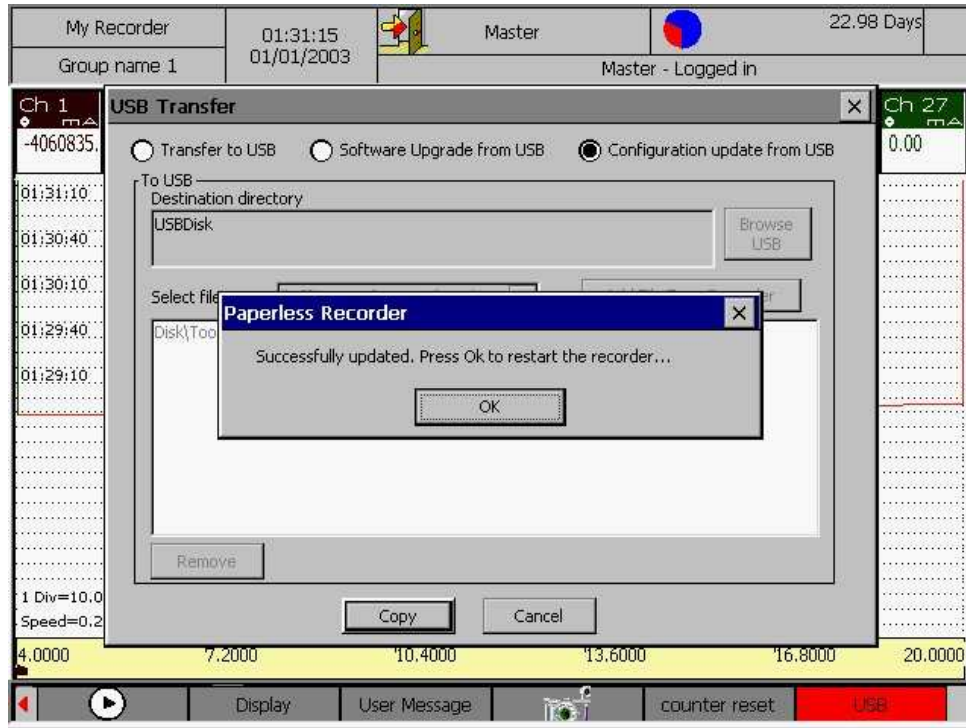 My Recorder
Group name 1
01:31:15
01/01/2003
Master
22.98 Days
Master - Logged in
Ch 1
mA
-4060835.
Ch 27
mA
0.00
USB Transfer
Transfer to USB
Software Upgrade from USB
Configuration update from USB
To USB
Destination directory
USBDisk
Browse
USB
Select file
Disk\Too
Paperless Recorder
Successfully updated. Press Ok to restart the recorder...
OK
Remove
Copy
Cancel
01:31:10
01:30:40
01:30:10
01:29:40
01:29:10
1 Div=10.0
Speed=0.2
4.0000
7.2000
10.4000
13.6000
16.8000
20.0000
Display
User Message
counter reset
USB